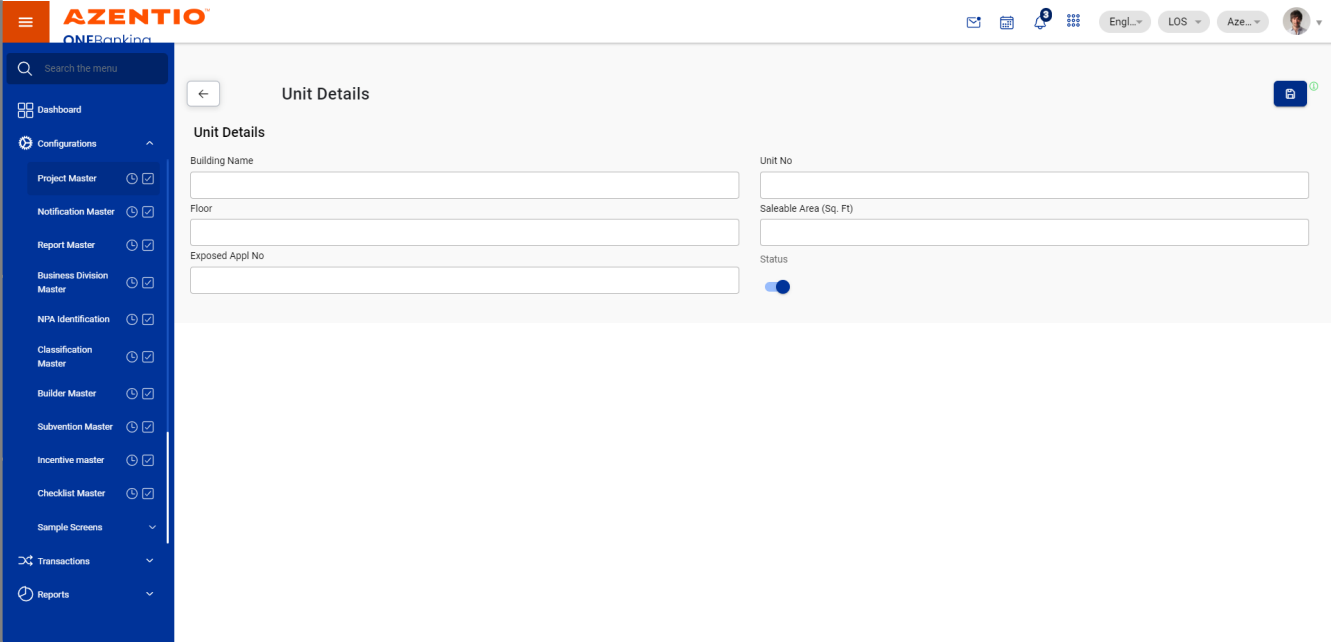 AZENTIO™
ONEBanking
3
Engl...
LOS
Aze...
Search the menu
Dashboard
Configurations
Project Master
Notification Master
Report Master
Business Division
Master
NPA Identification
Classification
Master
Builder Master
Subvention Master
Incentive master
Checklist Master
Sample Screens
Transactions
Reports
Unit Details
Unit Details
Building Name
Unit No
Floor
Saleable Area (Sq. Ft)
Exposed Appl No
Status